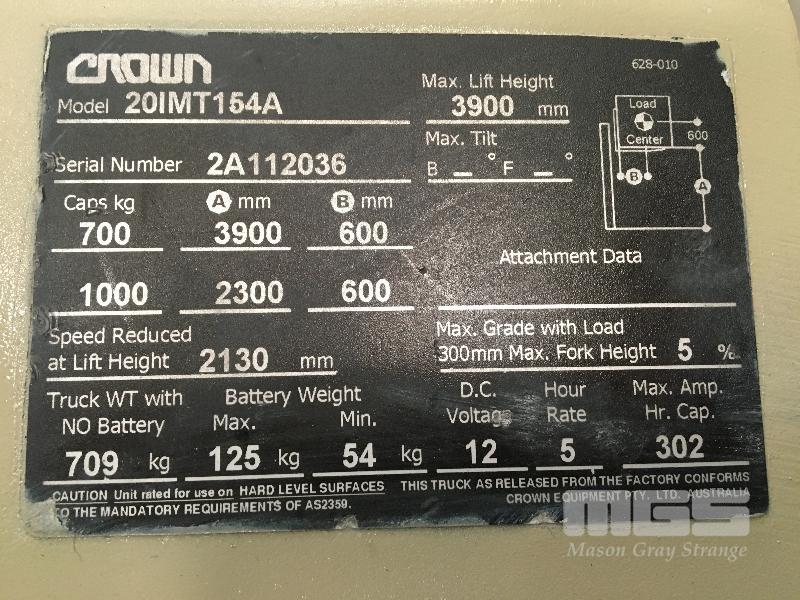 CROWN
628-010
Model 20IMT154A
Max. Lift Height
3900 mm
Load
Center
600
B
A
Max. Tilt
B _ ° F _ °
Serial Number 2A112036
Caps kg A mm B mm
700 3900 600
1000 2300 600
Attachment Data
Speed Reduced
at Lift Height 2130 mm
Max. Grade with Load
300mm Max. Fork Height 5 %
Truck WT with
NO Battery
709 kg
Battery Weight
Max. Min.
125 kg 54 kg
D.C.
Voltage
12
Hour
Rate
5
Max. Amp.
Hr. Cap.
302
CAUTION Unit rated for use on HARD LEVEL SURFACES THIS TRUCK AS RELEASED FROM THE FACTORY CONFORMS
TO THE MANDATORY REQUIREMENTS OF AS2359. CROWN EQUIPMENT PTY. LTD. AUSTRALIA
MGS
Mason Gray Strange